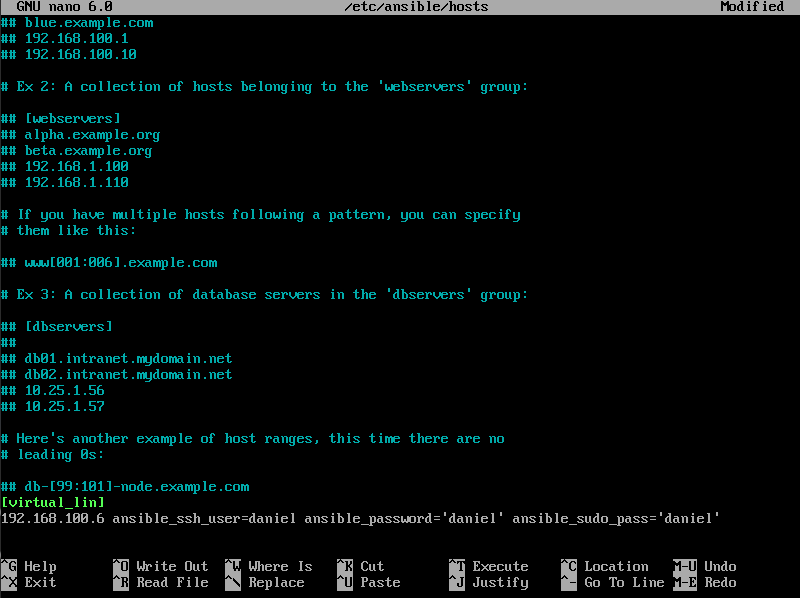 GNU nano 6.0 /etc/ansible/hosts Modified
## blue.example.com
## 192.168.100.1
## 192.168.100.10
# Ex 2: A collection of hosts belonging to the 'webservers' group:
## [webservers]
## alpha.example.org
## beta.example.org
## 192.168.1.100
## 192.168.1.110
# If you have multiple hosts following a pattern, you can specify
# them like this:
## www[001:006].example.com
# Ex 3: A collection of database servers in the 'dbservers' group:
## [dbservers]
##
## db01.intranet.mydomain.net
## db02.intranet.mydomain.net
## 10.25.1.56
## 10.25.1.57
# Here's another example of host ranges, this time there are no
# leading 0s:
## db-[99:101]-node.example.com
[virtual_lin]
192.168.100.6 ansible_ssh_user=daniel ansible_password='daniel' ansible_sudo_pass='daniel'
^G Help ^O Write Out ^W Where Is ^K Cut ^T Execute ^C Location M-U Undo
^X Exit ^R Read File ^\ Replace ^U Paste ^J Justify ^- Go To Line M-E Redo